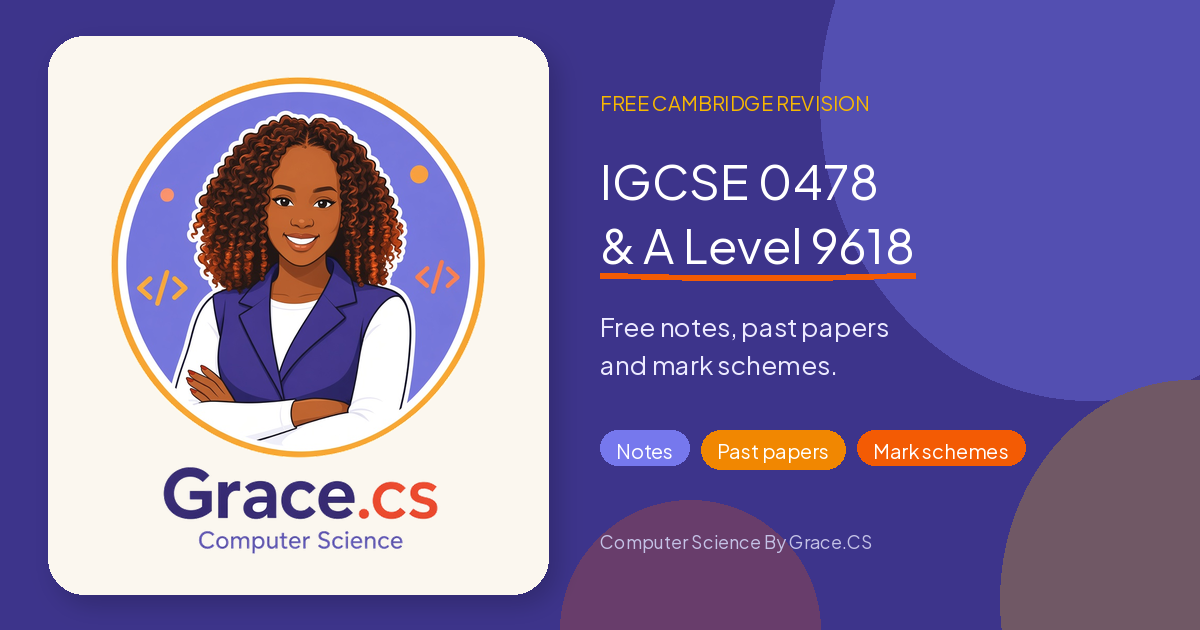 </>
</>
Grace.cs
Computer Science
FREE CAMBRIDGE REVISION
IGCSE 0478
& A Level 9618
Free notes, past papers
and mark schemes.
Notes
Past papers
Mark schemes
Computer Science By Grace.CS